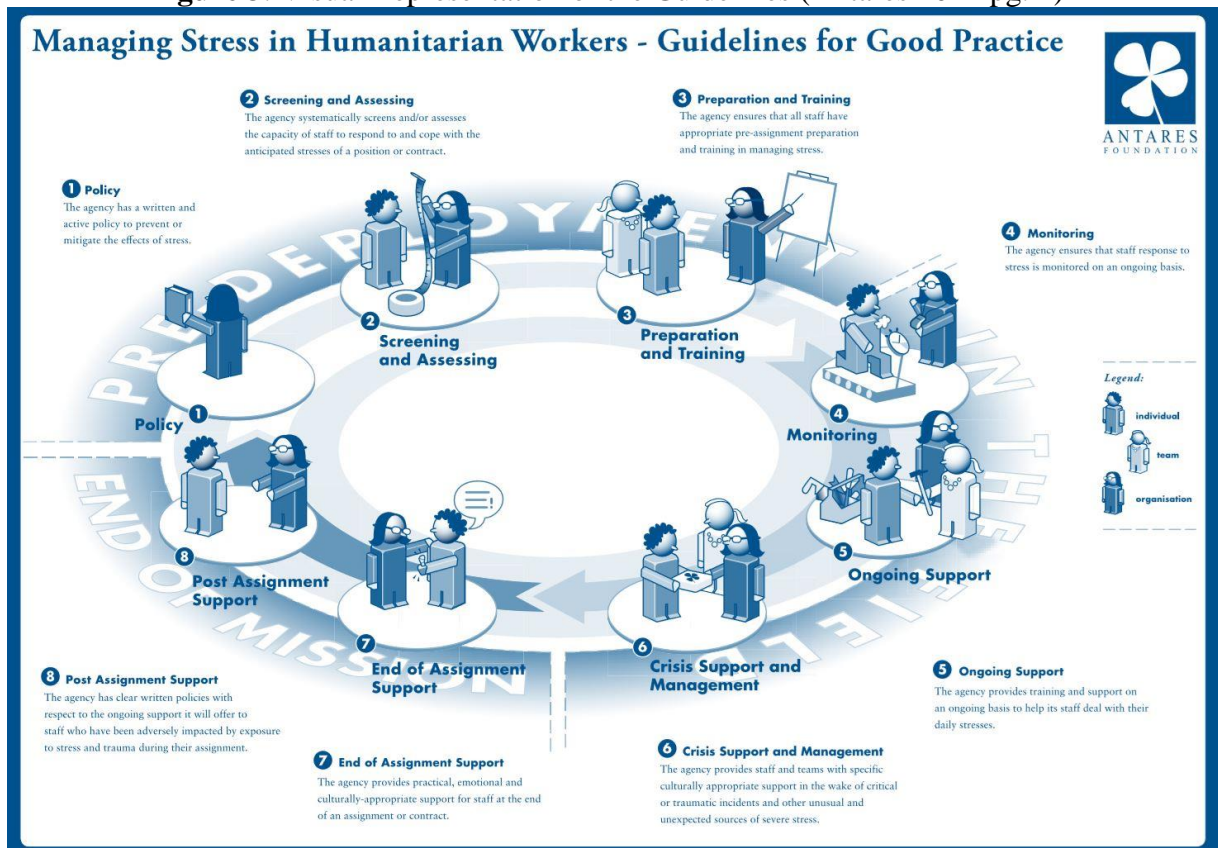 Managing Stress in Humanitarian Workers - Guidelines for Good Practice
ANTARES
FOUNDATION
2 Screening and Assessing
The agency systematically screens and/or assesses
the capacity of staff to respond to and cope with the
anticipated stresses of a position or contract.
3 Preparation and Training
The agency ensures that all staff have
appropriate pre-assignment preparation
and training in managing stress.
1 Policy
The agency has a written and
active policy to prevent or
mitigate the effects of stress.
4 Monitoring
The agency ensures that staff response to
stress is monitored on an ongoing basis.
PRE DEPLOYMENT
IN THE FIELD
END OF MISSION
2
Screening
and Assessing
3
Preparation
and Training
1
Policy
4
Monitoring
Legend:
individual
team
organisation
5
Ongoing Support
8
Post Assignment
Support
7
End of Assignment
Support
6
Crisis Support and
Management
8 Post Assignment Support
The agency has clear written policies with
respect to the ongoing support it will offer to
staff who have been adversely impacted by exposure
to stress and trauma during their assignment.
5 Ongoing Support
The agency provides training and support on
an ongoing basis to help its staff deal with their
daily stresses.
7 End of Assignment Support
The agency provides practical, emotional and
culturally-appropriate support for staff at the end
of an assignment or contract.
6 Crisis Support and Management
The agency provides staff and teams with specific
culturally appropriate support in the wake of critical
or traumatic incidents and other unusual and
unexpected sources of severe stress.